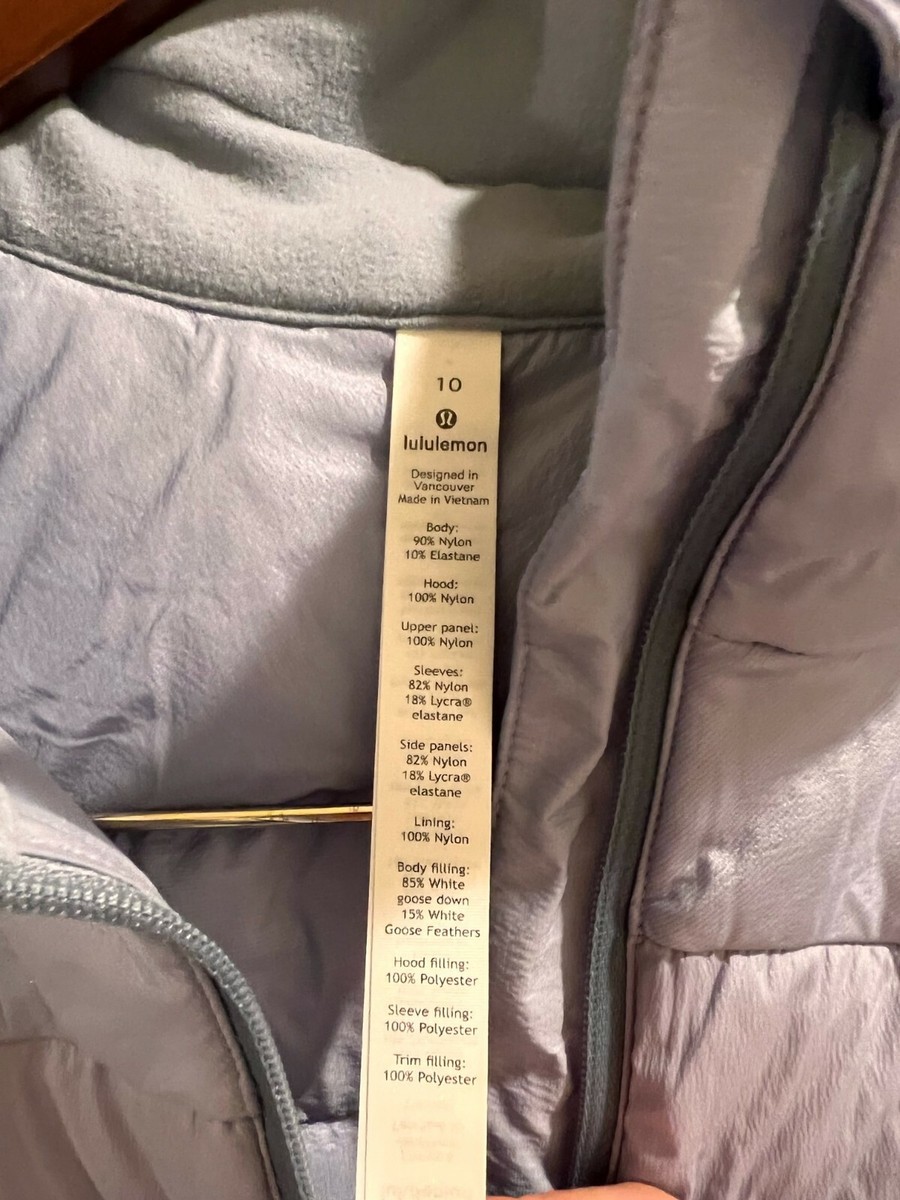 10
lululemon
Designed in
Vancouver
Made in Vietnam
Body:
90% Nylon
10% Elastane
Hood:
100% Nylon
Upper panel:
100% Nylon
Sleeves:
82% Nylon
18% Lycra®
elastane
Side panels:
82% Nylon
18% Lycra®
elastane
Lining:
100% Nylon
Body filling:
85% White
goose down
15% White
Goose Feathers
Hood filling:
100% Polyester
Sleeve filling:
100% Polyester
Trim filling:
100% Polyester